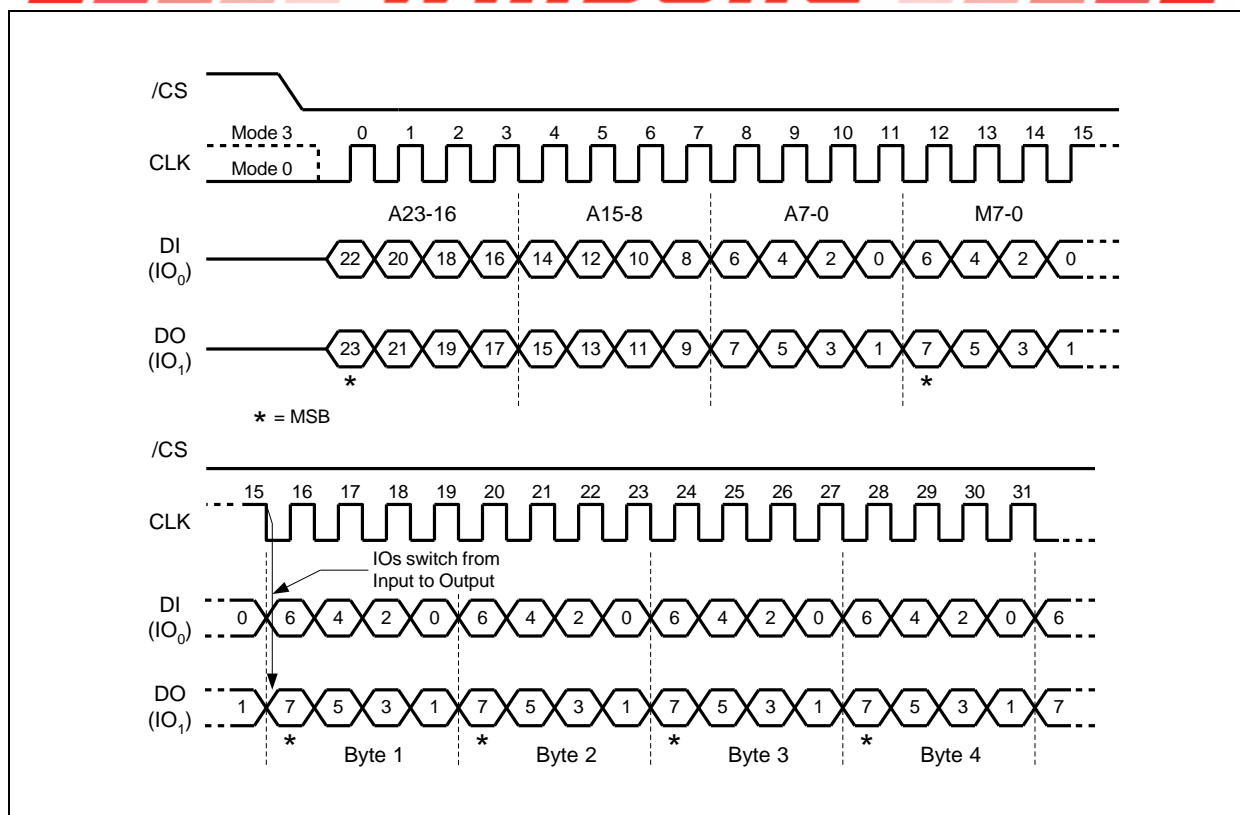 /CS
Mode 3
0 1 2 3 4 5 6 7 8 9 10 11 12 13 14 15
CLK
Mode 0
A23-16 A15-8 A7-0 M7-0
DI
(IO0)
22 20 18 16 14 12 10 8 6 4 2 0 6 4 2 0
DO
(IO1)
23 21 19 17 15 13 11 9 7 5 3 1 7 5 3 1
* *
* = MSB
/CS
15 16 17 18 19 20 21 22 23 24 25 26 27 28 29 30 31
CLK
IOs switch from
Input to Output
DI
(IO0)
0 6 4 2 0 6 4 2 0 6 4 2 0 6 4 2 0 6
DO
(IO1)
1 7 5 3 1 7 5 3 1 7 5 3 1 7 5 3 1 7
* * * *
Byte 1 Byte 2 Byte 3 Byte 4